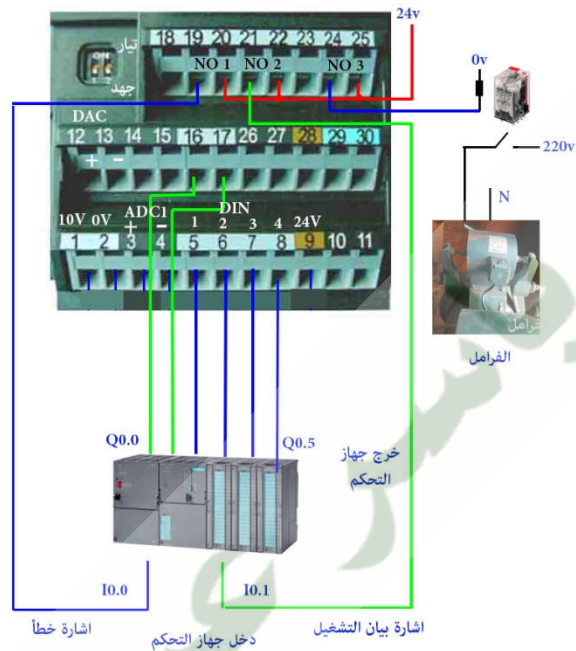 24v
18 19 20 21 22 23 24 25
تيار
ON
NO 1 NO 2 NO 3
جهد
0v
DAC
12 13 14 15 16 17 26 27 28 29 30
+ −
220v
N
ADC1 DIN
10V 0V + − 1 2 3 4 24V
1 2 3 4 5 6 7 8 9 10 11
الفرامل
Q0.0
Q0.5
خرج جهاز
التحكم
I0.0
I0.1
اشارة خطأ
دخل جهاز التحكم
اشارة بيان التشغيل